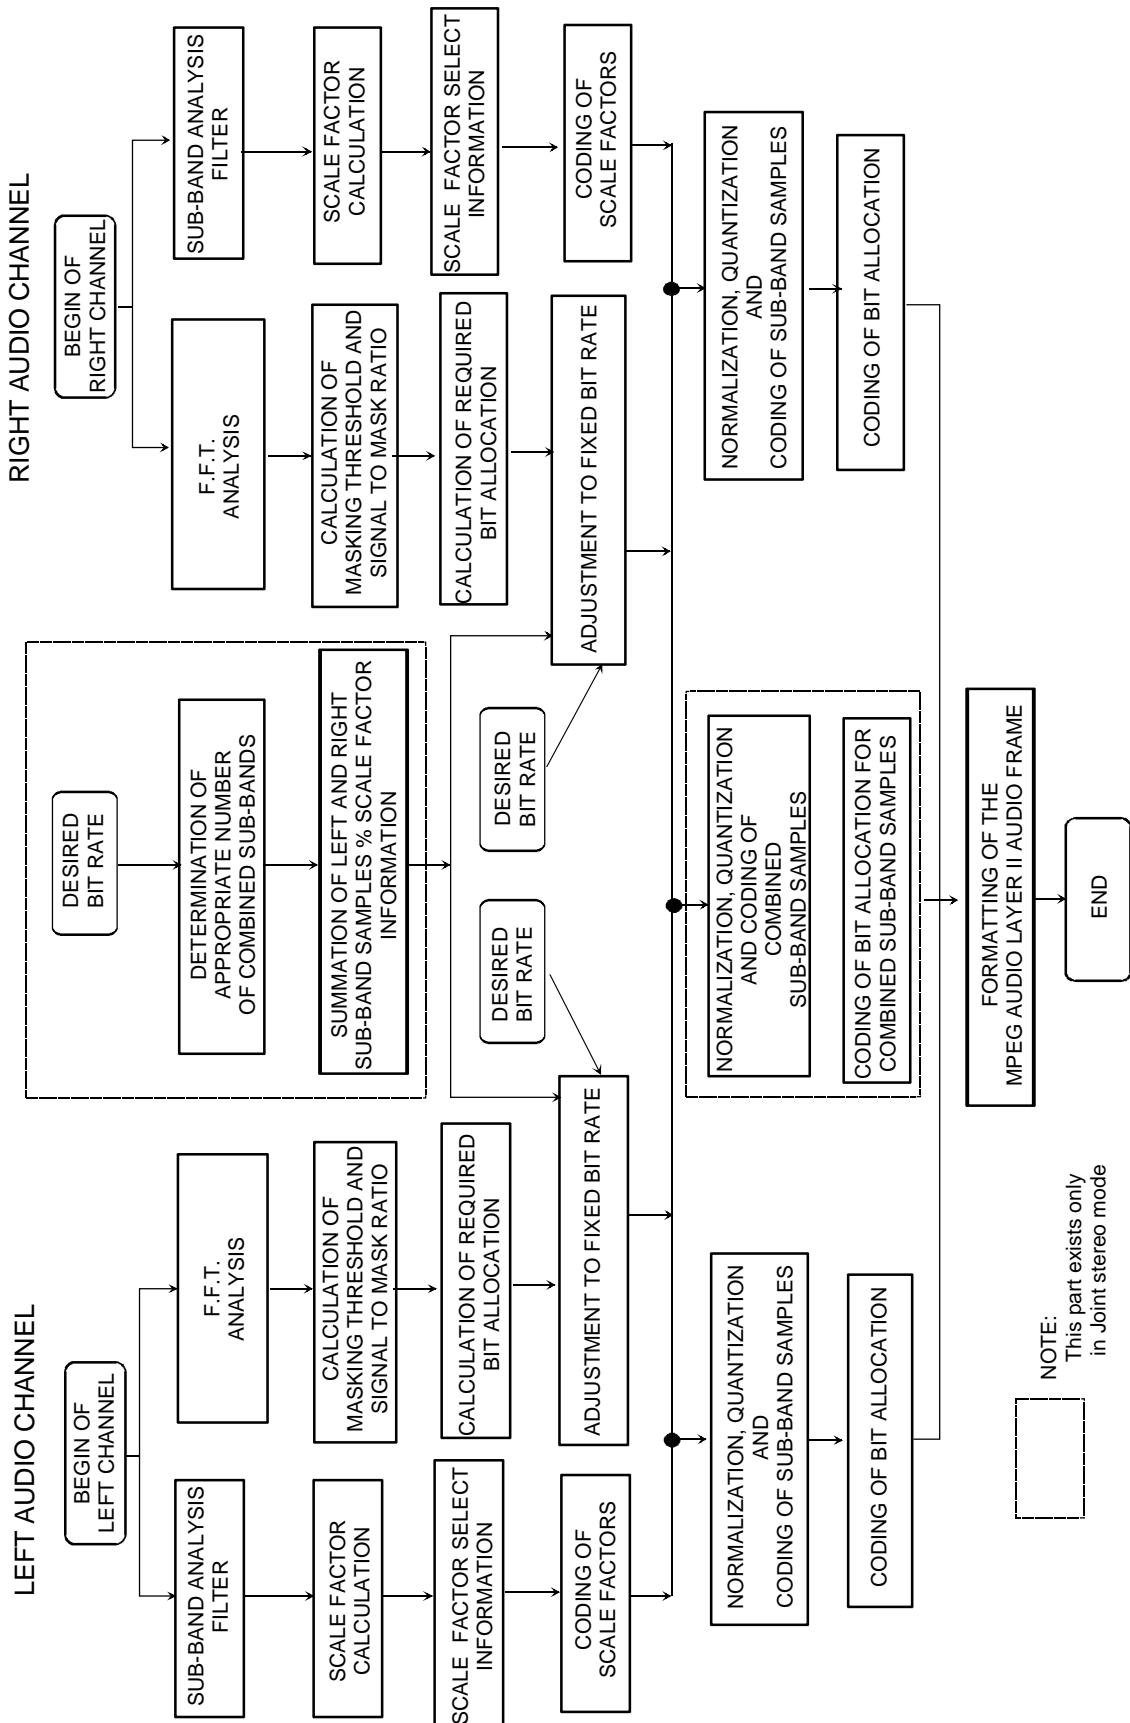 LEFT AUDIO CHANNEL
RIGHT AUDIO CHANNEL
BEGIN OF
LEFT CHANNEL
SUB-BAND ANALYSIS
FILTER
SCALE FACTOR
CALCULATION
SCALE FACTOR SELECT
INFORMATION
CODING OF
SCALE FACTORS
F.F.T.
ANALYSIS
CALCULATION OF
MASKING THRESHOLD AND
SIGNAL TO MASK RATIO
CALCULATION OF REQUIRED
BIT ALLOCATION
ADJUSTMENT TO FIXED BIT RATE
DESIRED
BIT RATE
DETERMINATION OF
APPROPRIATE NUMBER
OF COMBINED SUB-BANDS
SUMMATION OF LEFT AND RIGHT
SUB-BAND SAMPLES % SCALE FACTOR
INFORMATION
DESIRED
BIT RATE
DESIRED
BIT RATE
BEGIN OF
RIGHT CHANNEL
F.F.T.
ANALYSIS
CALCULATION OF
MASKING THRESHOLD AND
SIGNAL TO MASK RATIO
CALCULATION OF REQUIRED
BIT ALLOCATION
ADJUSTMENT TO FIXED BIT RATE
SUB-BAND ANALYSIS
FILTER
SCALE FACTOR
CALCULATION
SCALE FACTOR SELECT
INFORMATION
CODING OF
SCALE FACTORS
NORMALIZATION, QUANTIZATION
AND
CODING OF SUB-BAND SAMPLES
CODING OF BIT ALLOCATION
NORMALIZATION, QUANTIZATION
AND CODING OF
COMBINED
SUB-BAND SAMPLES
CODING OF BIT ALLOCATION FOR
COMBINED SUB-BAND SAMPLES
NORMALIZATION, QUANTIZATION
AND
CODING OF SUB-BAND SAMPLES
CODING OF BIT ALLOCATION
FORMATTING OF THE
MPEG AUDIO LAYER II AUDIO FRAME
END
NOTE:
This part exists only
in Joint stereo mode